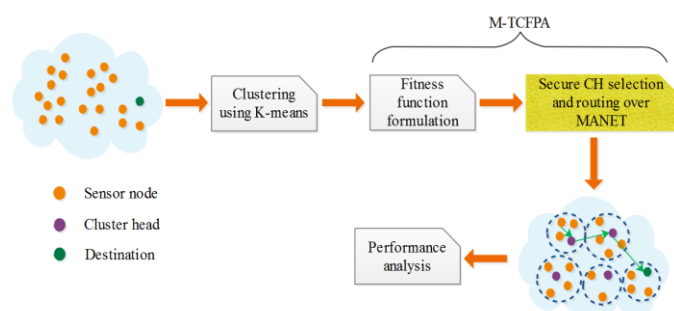 M-TCFPA
Clustering
using K-means
Fitness
function
formulation
Secure CH selection
and routing over
MANET
Sensor node
Cluster head
Destination
Performance
analysis